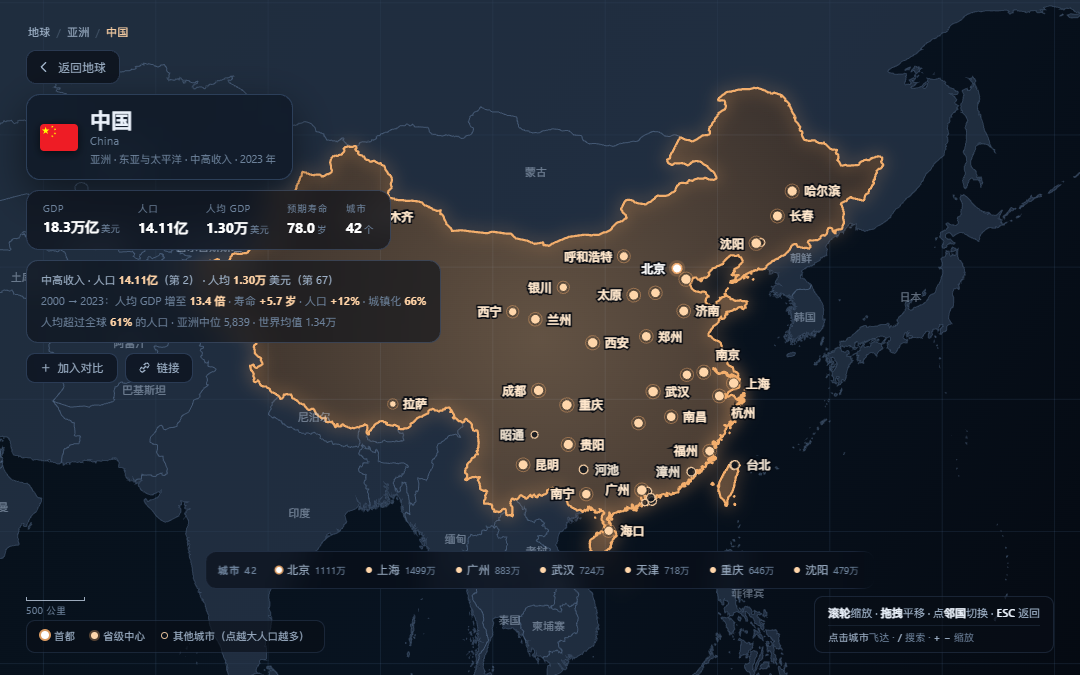 地球 / 亚洲 / 中国
返回地球
中国
China
亚洲 · 东亚与太平洋 · 中高收入 · 2023 年
GDP 人口 人均 GDP 预期寿命 城市
18.3万亿 美元 14.11亿 1.30万 美元 78.0 岁 42 个
中高收入 · 人口 14.11亿（第 2） · 人均 1.30万 美元（第 67）
2000 → 2023：人均 GDP 增至 13.4 倍 · 寿命 +5.7 岁 · 人口 +12% · 城镇化 66%
人均超过全球 61% 的人口 · 亚洲中位 5,839 · 世界均值 1.34万
+ 加入对比
链接
蒙古
木齐
哈尔滨
长春
沈阳
朝鲜
呼和浩特
北京
银川
太原
日本
西宁
兰州
济南
韩国
西安
郑州
南京
巴基斯坦
成都
武汉
上海
拉萨
重庆
杭州
尼泊尔
南昌
昭通
贵阳
福州
昆明
河池
漳州
台北
南宁
广州
印度
海口
缅甸
城市 42 北京 1111万 上海 1499万 广州 883万 武汉 724万 天津 718万 重庆 646万 沈阳 479万
菲律宾
泰国
柬埔寨
500 公里
首都 省级中心 其他城市（点越大人口越多）
滚轮缩放 · 拖拽平移 · 点邻国切换 · ESC 返回
点击城市飞达 · / 搜索 · + − 缩放